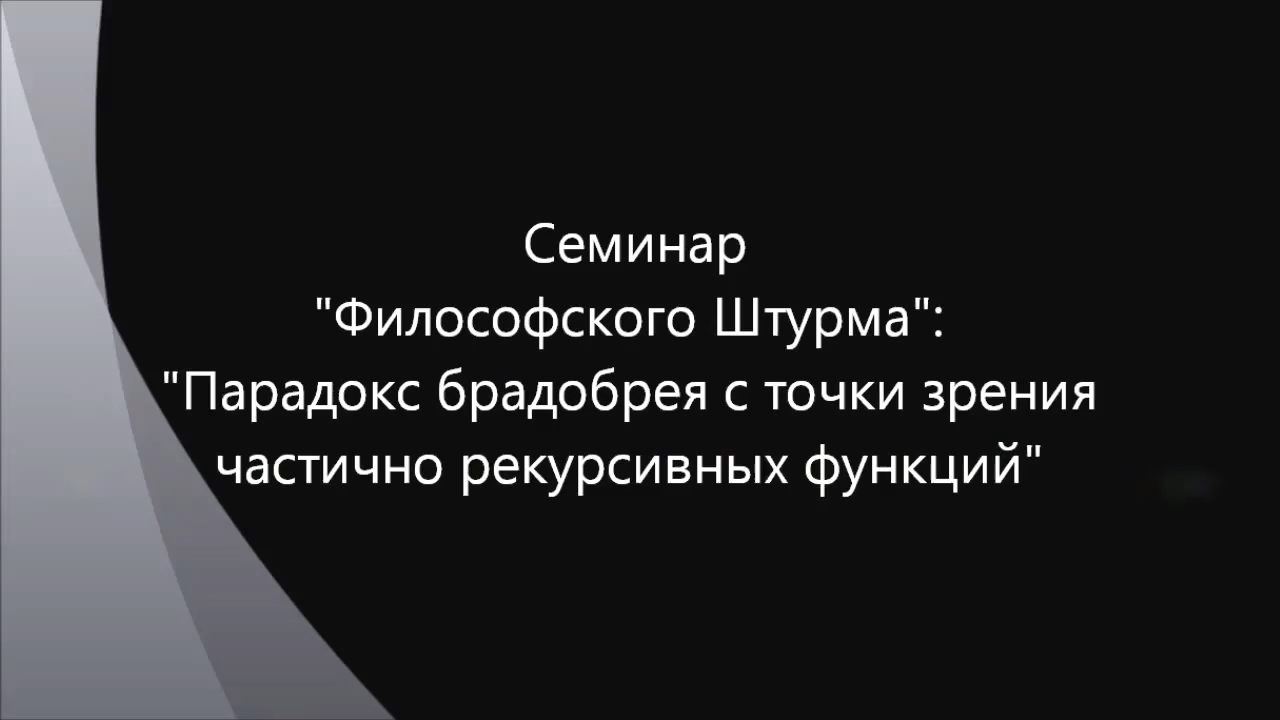 Семинар
"Философского Штурма":
"Парадокс брадобрея с точки зрения
частично рекурсивных функций"